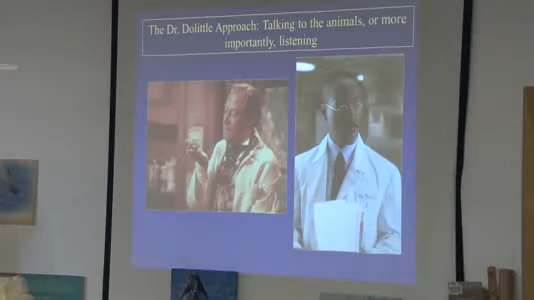 The Dr. Dolittle Approach: Talking to the animals, or more
importantly, listening